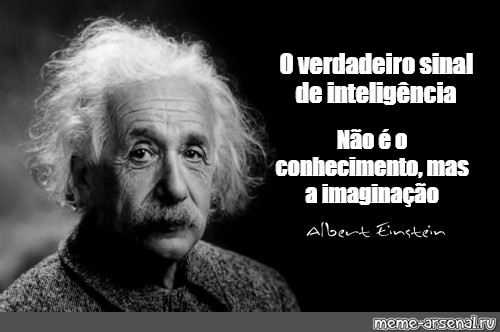 O verdadeiro sinal
de inteligência
Não é o
conhecimento, mas
a imaginação
Albert Einstein
meme-arsenal.ru